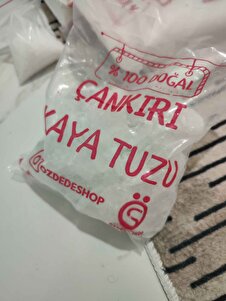 % 100 DOĞAL
ÇANKIRI
KAYA TUZU
ÖZDEDESHOP